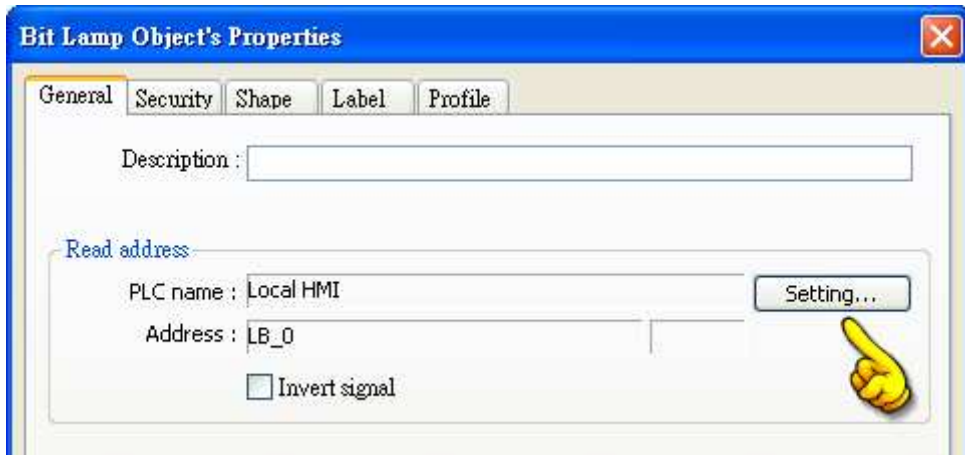 Bit Lamp Object's Properties
General Security Shape Label Profile
Description :
Read address
PLC name : Local HMI Setting...
Address : LB_0
Invert signal